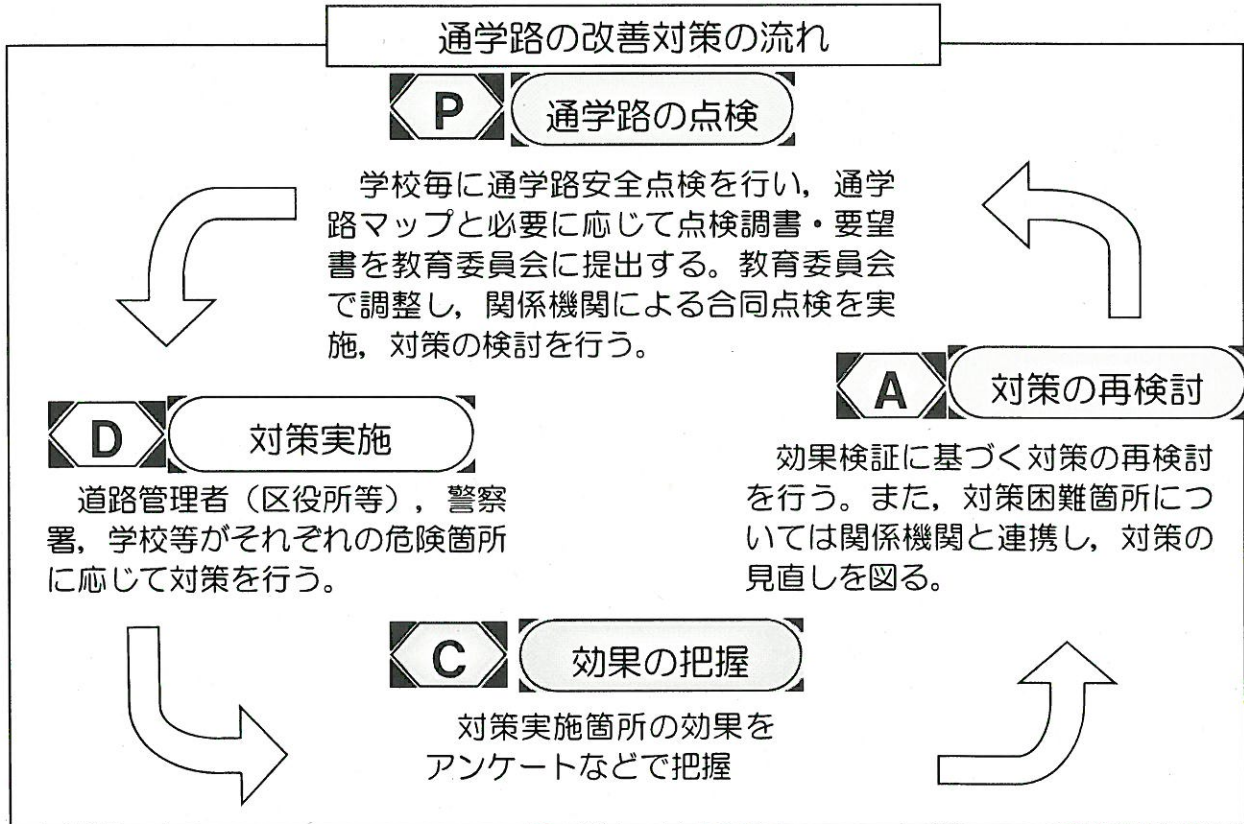 通学路の改善対策の流れ
P 通学路の点検
学校毎に通学路安全点検を行い，通学
路マップと必要に応じて点検調書・要望
書を教育委員会に提出する。教育委員会
で調整し，関係機関による合同点検を実
施，対策の検討を行う。
D 対策実施
道路管理者（区役所等），警察
署，学校等がそれぞれの危険箇所
に応じて対策を行う。
C 効果の把握
対策実施箇所の効果を
アンケートなどで把握
A 対策の再検討
効果検証に基づく対策の再検討
を行う。また，対策困難箇所につ
いては関係機関と連携し，対策の
見直しを図る。